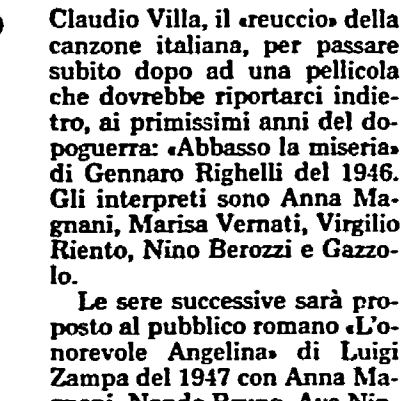 Claudio Villa, il «reuccio» della
canzone italiana, per passare
subito dopo ad una pellicola
che dovrebbe riportarci indie-
tro, ai primissimi anni del do-
poguerra: «Abbasso la miseria»
di Gennaro Righelli del 1946.
Gli interpreti sono Anna Ma-
gnani, Marisa Vernati, Virgilio
Riento, Nino Berozzi e Gazzo-
lo.
Le sere successive sarà pro-
posto al pubblico romano «L'o-
norevole Angelina» di Luigi
Zampa del 1947 con Anna Ma-